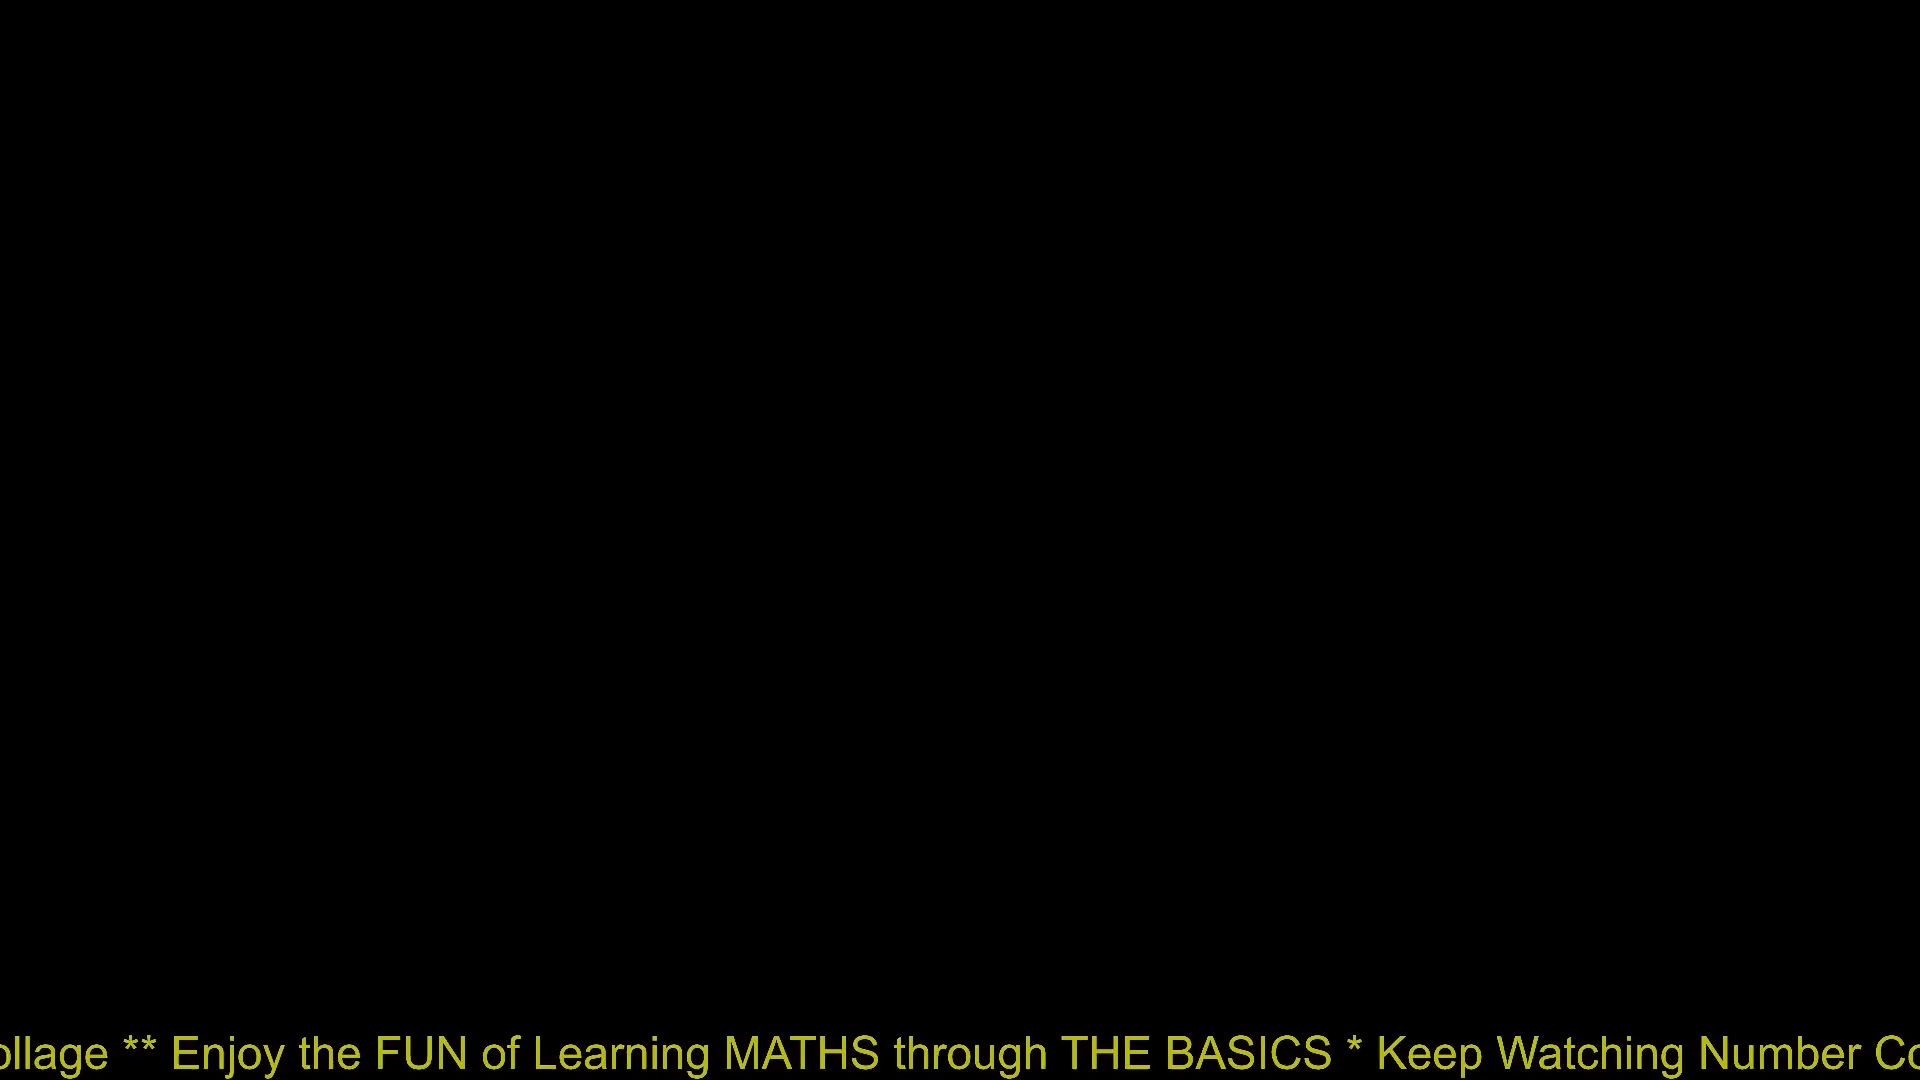 ollage ** Enjoy the FUN of Learning MATHS through THE BASICS * Keep Watching Number Co